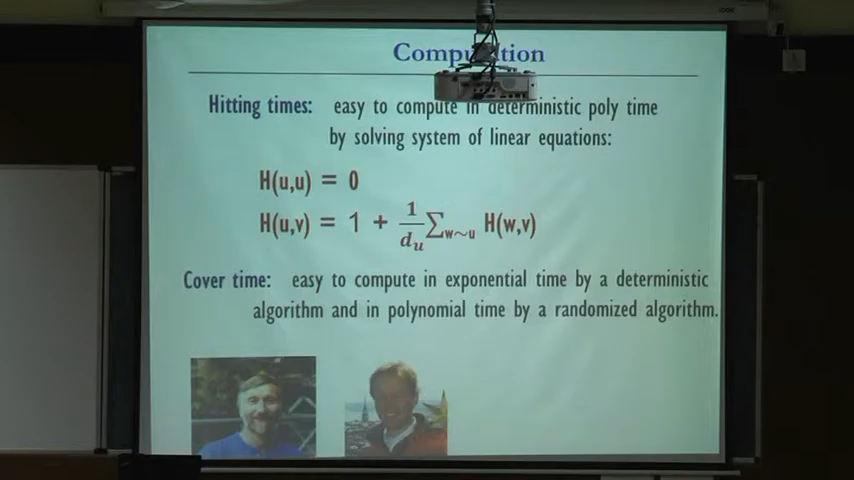 Hitting times: easy to compute in deterministic poly time
by solving system of linear equations:
H(u,u) = 0
H(u,v) = 1 + 1/d_u ∑_{w∼u} H(w,v)
Cover time: easy to compute in exponential time by a deterministic
algorithm and in polynomial time by a randomized algorithm.